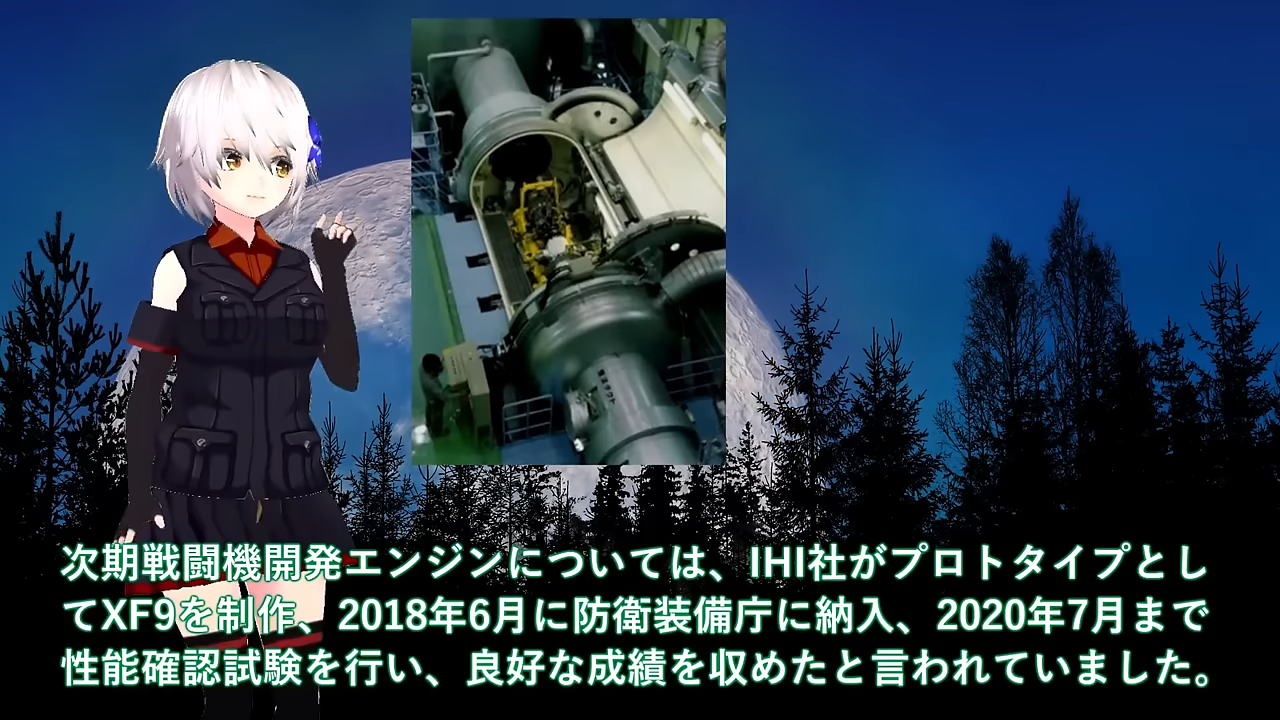 次期戦闘機開発エンジンについては、IHI社がプロトタイプとし
てXF9を制作、2018年6月に防衛装備庁に納入、2020年7月まで
性能確認試験を行い、良好な成績を収めたと言われていました。